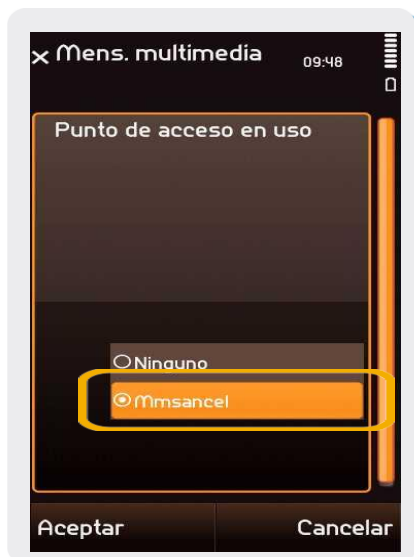 Mens. multimedia
09:48
Punto de acceso en uso
Ninguno
Mmsancel
Aceptar
Cancelar